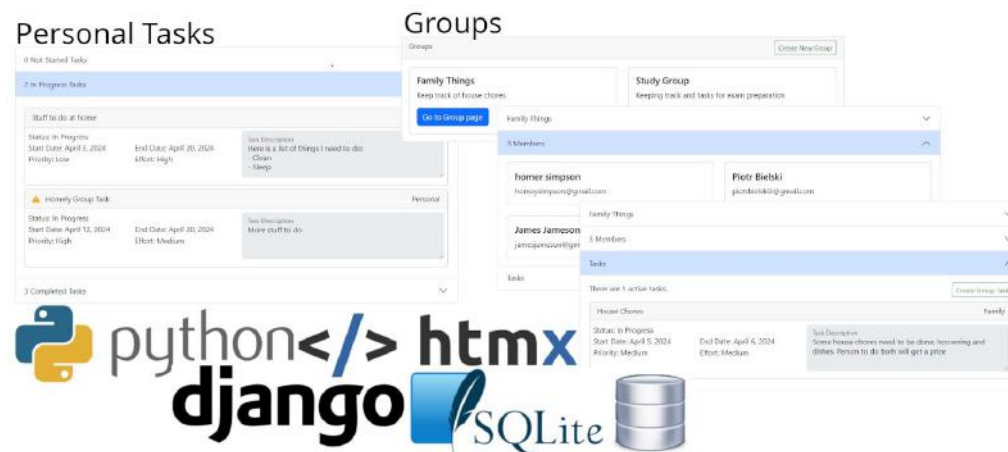 Personal Tasks
0 Not Started Tasks
2 In Progress Tasks
Staff to do at home
Status: In Progress
Start Date: April 3, 2024
End Date: April 20, 2024
Priority: Low
Effort: High
Task Description
Here is a list of things I need to do:
- Clean
- Sleep
Homely Group Task
Personal
Status: In Progress
Start Date: April 12, 2024
End Date: April 20, 2024
Priority: High
Effort: Medium
Task Description
More stuff to do
3 Completed Tasks
Groups
Groups
Create New Group
Family Things
Keep track of house chores
Go to Group page
Study Group
Keeping track and tasks for exam preparation
Family Things
3 Members
homer simpson
Piotr Bielski
James Jameson
Tasks
Family Things
3 Members
Tasks
There are 1 active tasks.
Create Group Task
House Chores
Family
Status: In Progress
Start Date: April 5, 2024
End Date: April 6, 2024
Priority: Medium
Effort: Medium
Task Description
Some house chores need to be done, hoovering and
dishes. Person to do both will get a prize
python </> htmx
django
SQLite